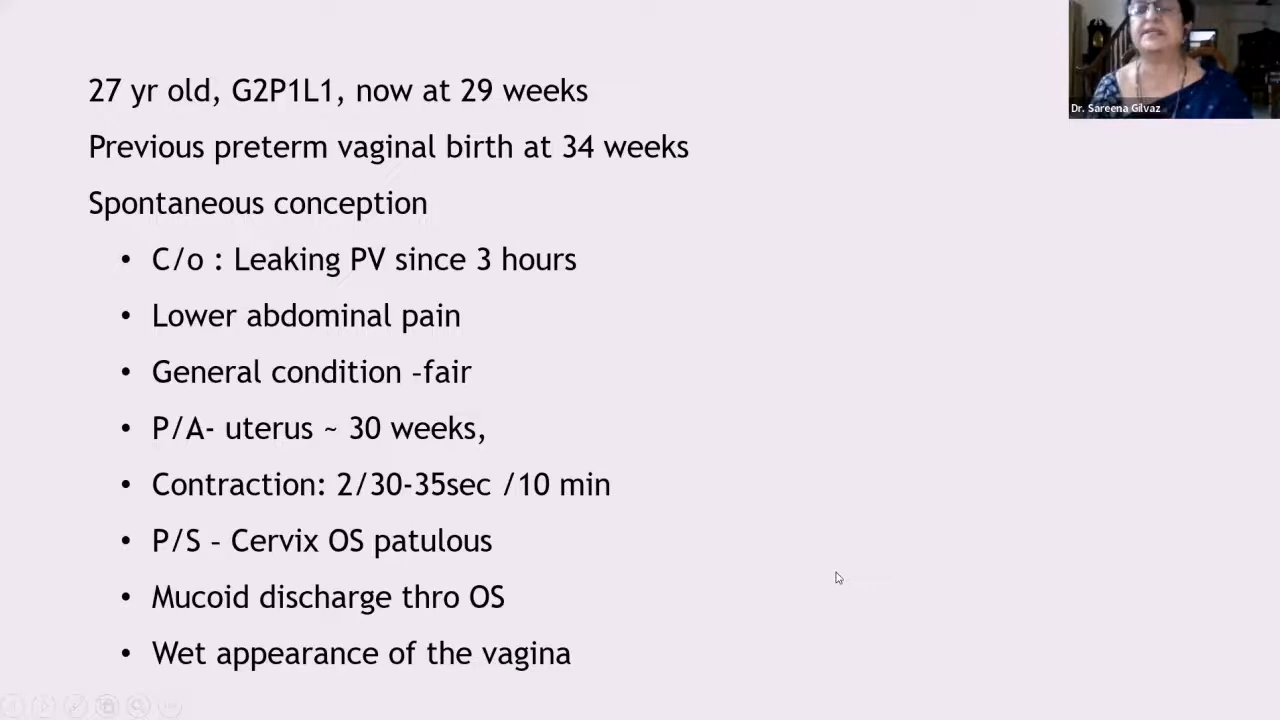 27 yr old, G2P1L1, now at 29 weeks
Previous preterm vaginal birth at 34 weeks
Spontaneous conception
• C/o : Leaking PV since 3 hours
• Lower abdominal pain
• General condition –fair
• P/A- uterus ~ 30 weeks,
• Contraction: 2/30-35sec /10 min
• P/S – Cervix OS patulous
• Mucoid discharge thro OS
• Wet appearance of the vagina
Dr. Sareena Gilvaz